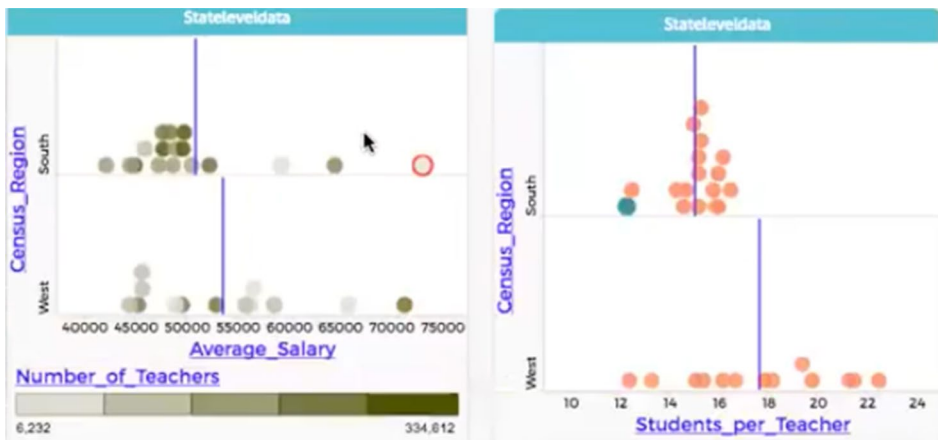 Stateleveldata
Census_Region
South
West
40000 45000 50000 55000 60000 65000 70000 75000
Average_Salary
Number_of_Teachers
6,232 334,612
Stateleveldata
Census_Region
South
West
10 12 14 16 18 20 22 24
Students_per_Teacher